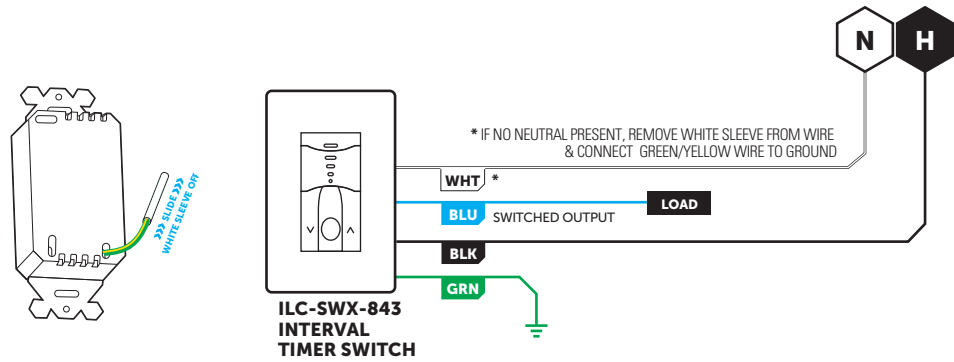 N H
* IF NO NEUTRAL PRESENT, REMOVE WHITE SLEEVE FROM WIRE
& CONNECT GREEN/YELLOW WIRE TO GROUND
>>> SLIDE >>>
WHITE SLEEVE OFF
WHT *
BLU SWITCHED OUTPUT LOAD
BLK
GRN
ILC-SWX-843
INTERVAL
TIMER SWITCH